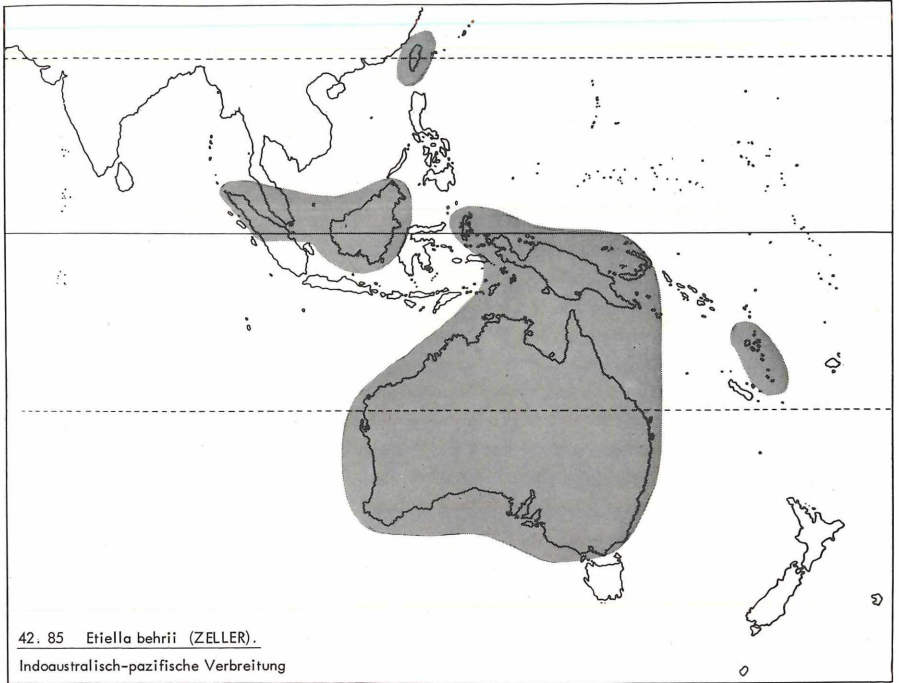 42. 85 Etiella behrii (ZELLER).
Indoaustralisch-pazifische Verbreitung